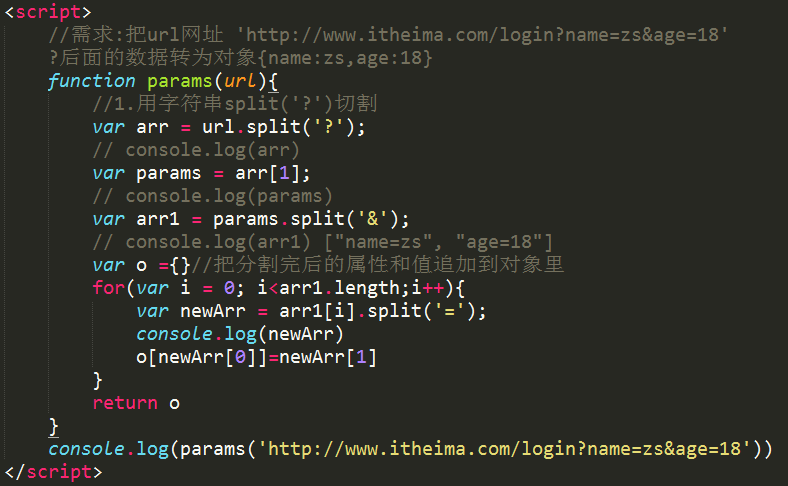 <script>
//需求:把url网址 'http://www.itheima.com/login?name=zs&age=18'
?后面的数据转为对象{name:zs,age:18}
function params(url){
//1.用字符串split('?')切割
var arr = url.split('?');
// console.log(arr)
var params = arr[1];
// console.log(params)
var arr1 = params.split('&');
// console.log(arr1) ["name=zs", "age=18"]
var o ={}//把分割完后的属性和值追加到对象里
for(var i = 0; i<arr1.length;i++){
var newArr = arr1[i].split('=');
console.log(newArr)
o[newArr[0]]=newArr[1]
}
return o
}
console.log(params('http://www.itheima.com/login?name=zs&age=18'))
</script>